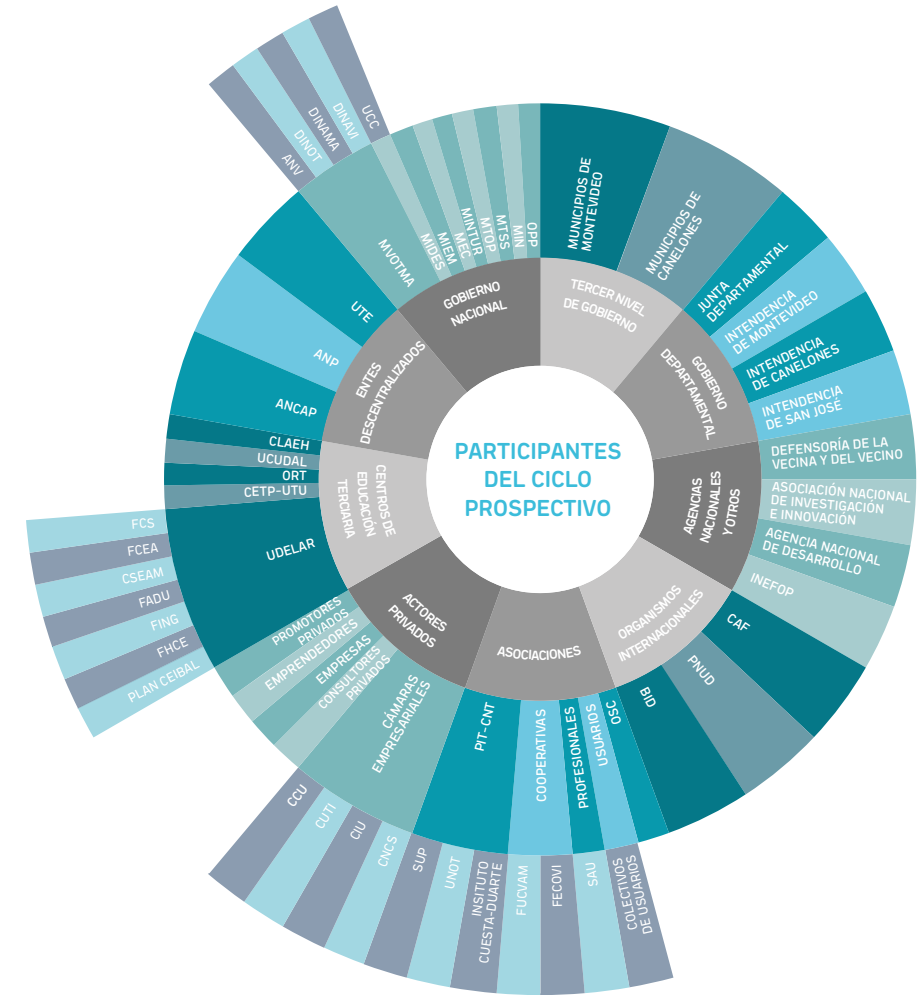 PARTICIPANTES
DEL CICLO
PROSPECTIVO
TERCER NIVEL
DE GOBIERNO
MUNICIPIOS DE
MONTEVIDEO
MUNICIPIOS DE
CANELONES
GOBIERNO
DEPARTAMENTAL
JUNTA
DEPARTAMENTAL
INTENDENCIA
DE MONTEVIDEO
INTENDENCIA
DE CANELONES
INTENDENCIA
DE SAN JOSÉ
AGENCIAS
NACIONALES
Y OTROS
DEFENSORÍA DE LA
VECINA Y DEL VECINO
ASOCIACIÓN NACIONAL
DE INVESTIGACIÓN
E INNOVACIÓN
AGENCIA NACIONAL
DE DESARROLLO
INEFOP
ORGANISMOS
INTERNACIONALES
CAF
PNUD
BID
ASOCIACIONES
OSC
USUARIOS
PROFESIONALES
COOPERATIVAS
PIT-CNT
COLECTIVOS
DE USUARIOS
SAU
FECOVI
FUCVAM
INSITUTO
CUESTA-DUARTE
UNOT
SUP
ACTORES
PRIVADOS
CÁMARAS
EMPRESARIALES
CONSULTORES
PRIVADOS
EMPRESAS
EMPRENDEDORES
PROMOTORES
PRIVADOS
CNCS
CIU
CUTI
CCU
CENTROS DE
EDUCACIÓN
TERCIARIA
UDELAR
CETP-UTU
ORT
UCUDAL
CLAEH
PLAN CEIBAL
FHCE
FING
FADU
CSEAM
FCEA
FCS
ENTES
DESCENTRALIZADOS
ANCAP
ANP
UTE
GOBIERNO
NACIONAL
MVOTMA
MIDES
MIEM
MEC
MINTUR
MTOP
MTSS
MIN
OPP
ANV
DINOT
DINAMA
DINAVI
UCC